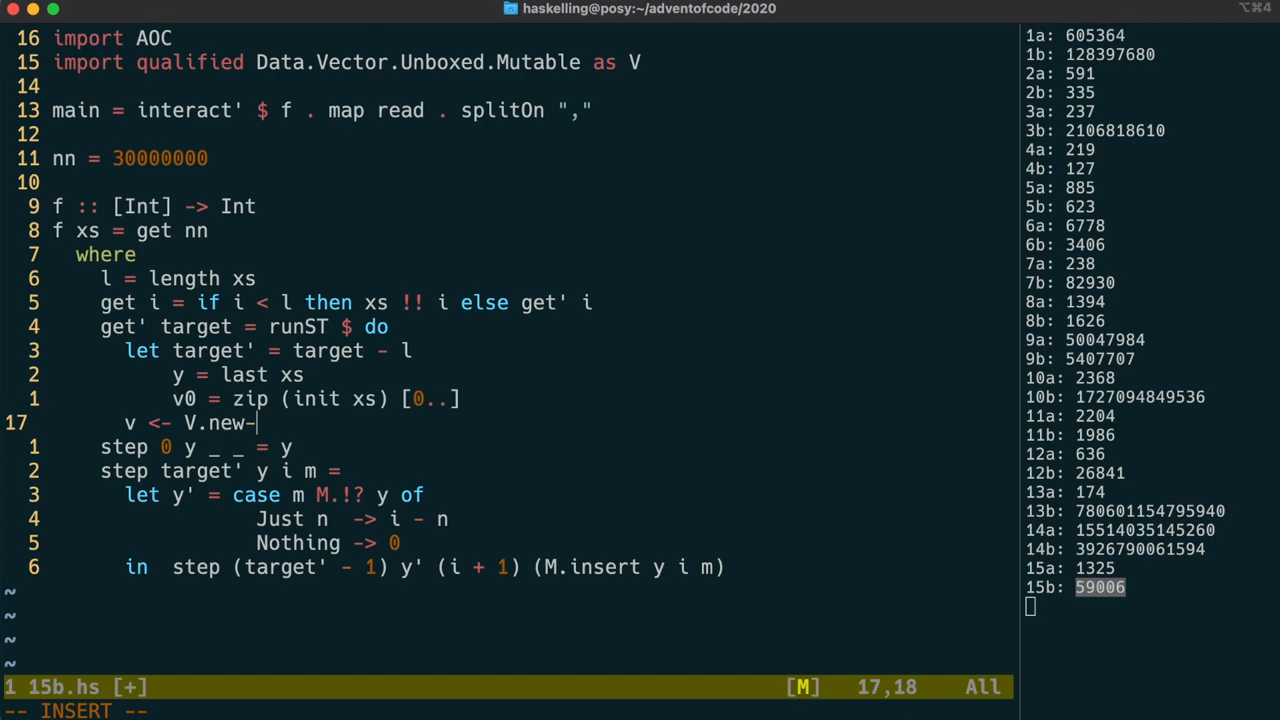 haskelling@posy:~/adventofcode/2020
⌥⌘4
16 import AOC
15 import qualified Data.Vector.Unboxed.Mutable as V
14
13 main = interact' $ f . map read . splitOn ","
12
11 nn = 30000000
10
9 f :: [Int] -> Int
8 f xs = get nn
7   where
6     l = length xs
5     get i = if i < l then xs !! i else get' i
4     get' target = runST $ do
3       let target' = target - l
2           y = last xs
1           v0 = zip (init xs) [0..]
17       v <- V.new-
1     step 0 y _ _ = y
2     step target' y i m =
3       let y' = case m M.!? y of
4                  Just n  -> i - n
5                  Nothing -> 0
6       in  step (target' - 1) y' (i + 1) (M.insert y i m)
~
~
~
~
1 15b.hs [+] [M] 17,18 All
-- INSERT --
1a: 605364
1b: 128397680
2a: 591
2b: 335
3a: 237
3b: 2106818610
4a: 219
4b: 127
5a: 885
5b: 623
6a: 6778
6b: 3406
7a: 238
7b: 82930
8a: 1394
8b: 1626
9a: 50047984
9b: 5407707
10a: 2368
10b: 1727094849536
11a: 2204
11b: 1986
12a: 636
12b: 26841
13a: 174
13b: 780601154795940
14a: 15514035145260
14b: 3926790061594
15a: 1325
15b: 59006